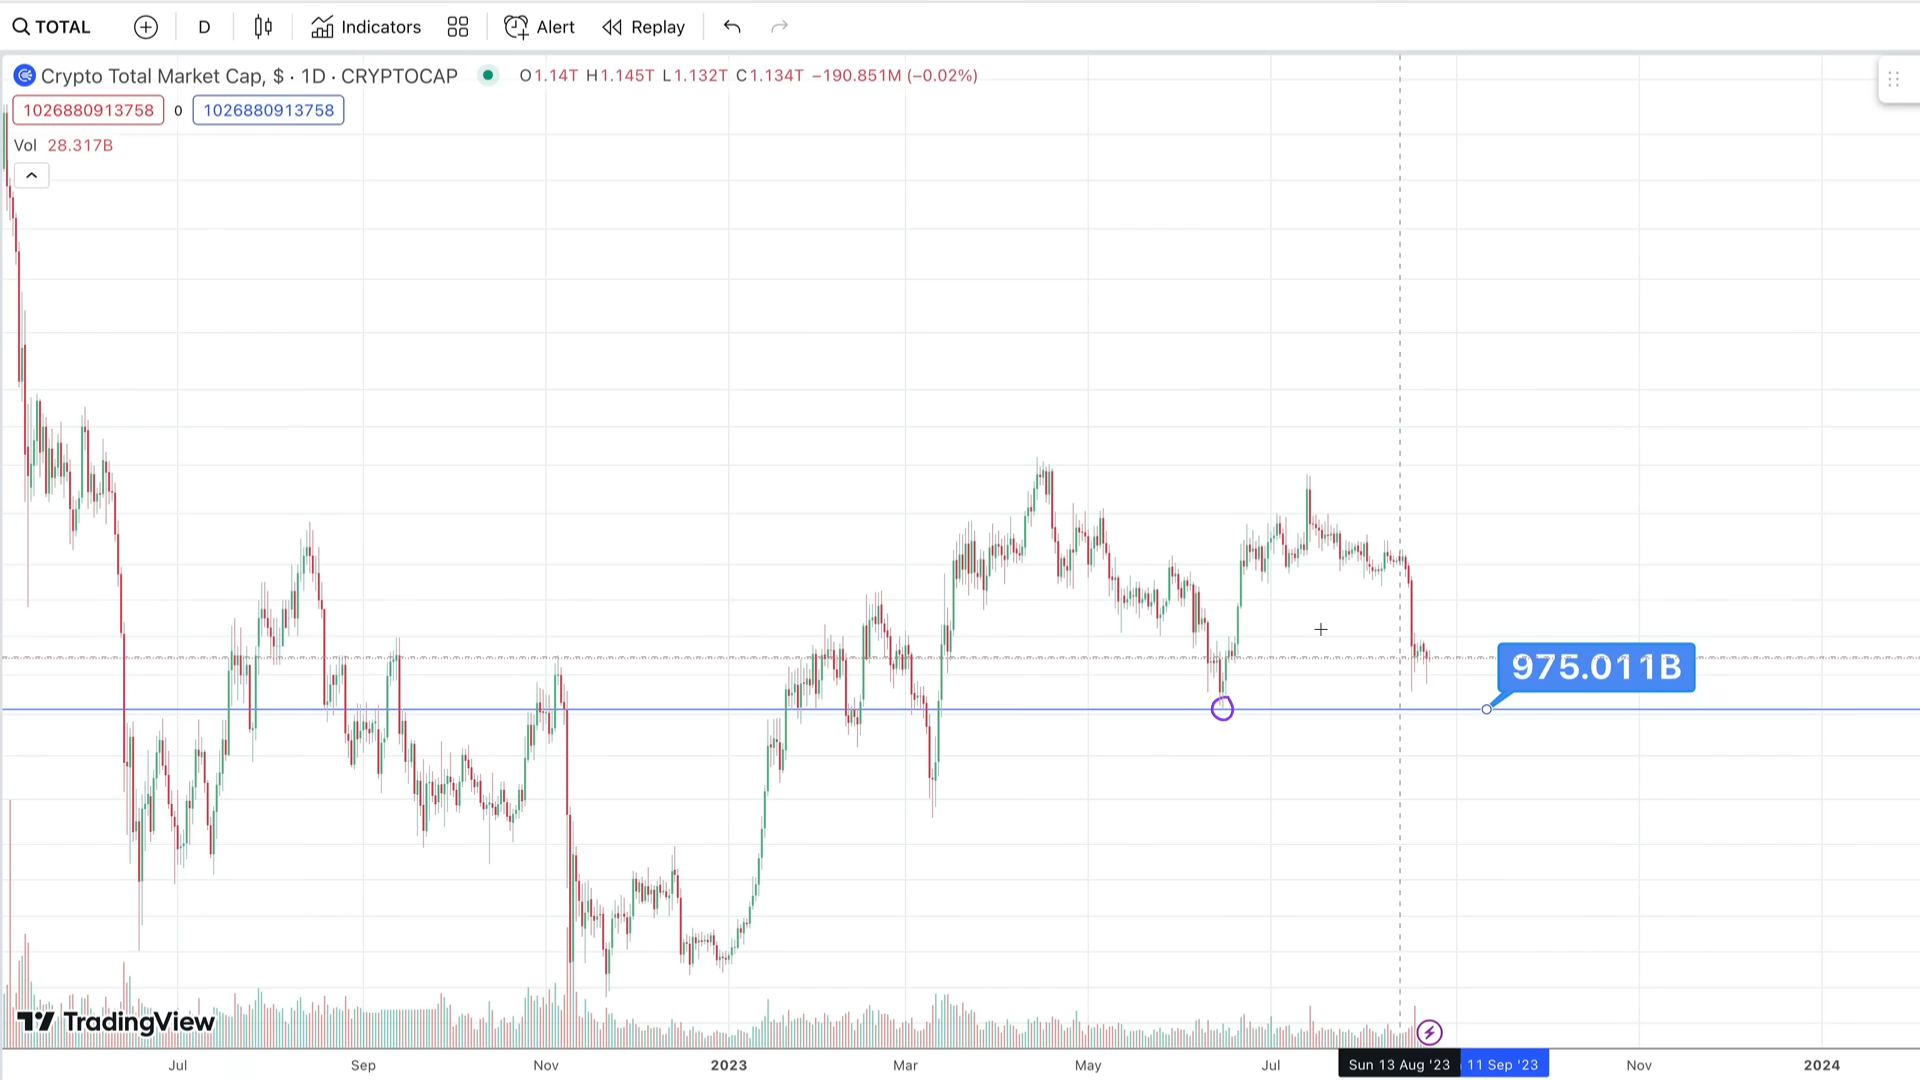 TOTAL D Indicators Alert Replay
Crypto Total Market Cap, $ · 1D · CRYPTOCAP O1.14T H1.145T L1.132T C1.134T −190.851M (−0.02%)
1026880913758 0 1026880913758
Vol 28.317B
975.011B
TradingView
Jul Sep Nov 2023 Mar May Jul Sun 13 Aug '23 11 Sep '23 Nov 2024